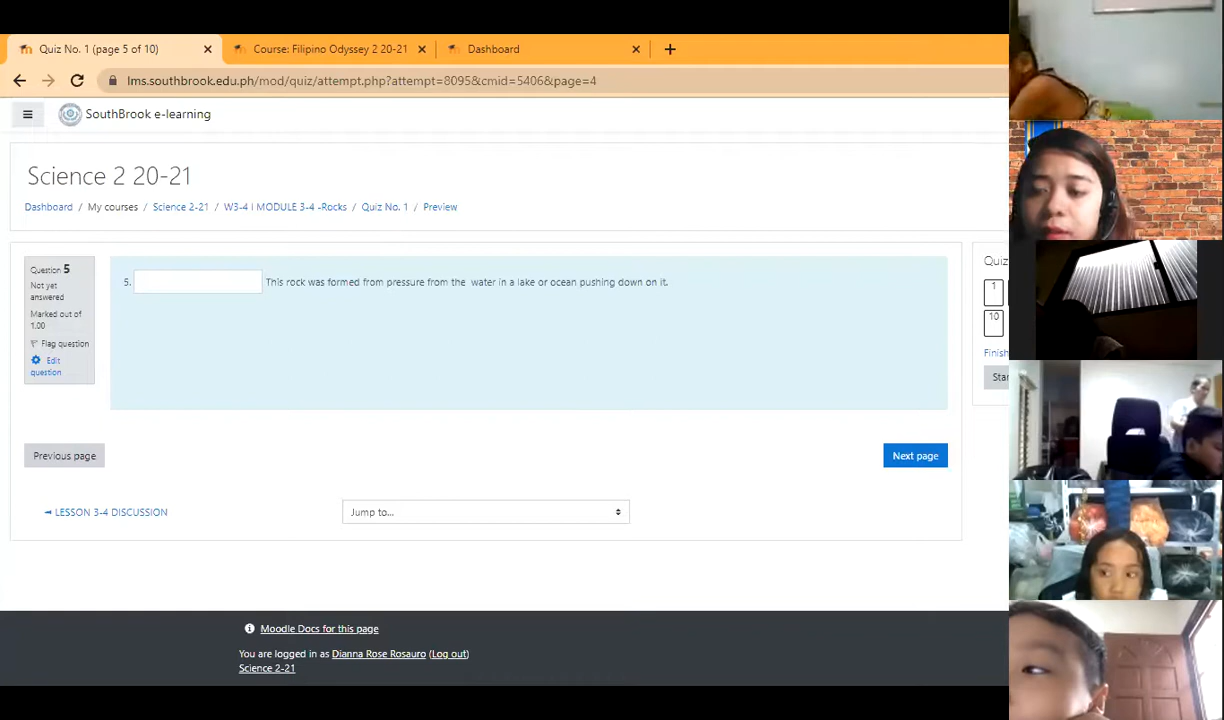 Quiz No. 1 (page 5 of 10)
Course: Filipino Odyssey 2 20-21
Dashboard
lms.southbrook.edu.ph/mod/quiz/attempt.php?attempt=8095&cmid=5406&page=4
SouthBrook e-learning
Science 2 20-21
Dashboard / My courses / Science 2-21 / W3-4 l MODULE 3-4 -Rocks / Quiz No. 1 / Preview
Question 5
Not yet
answered
Marked out of
1.00
Flag question
Edit
question
5. This rock was formed from pressure from the water in a lake or ocean pushing down on it.
Quiz
1
10
Finish
Star
Previous page
Next page
LESSON 3-4 DISCUSSION
Jump to...
Moodle Docs for this page
You are logged in as Dianna Rose Rosauro (Log out)
Science 2-21